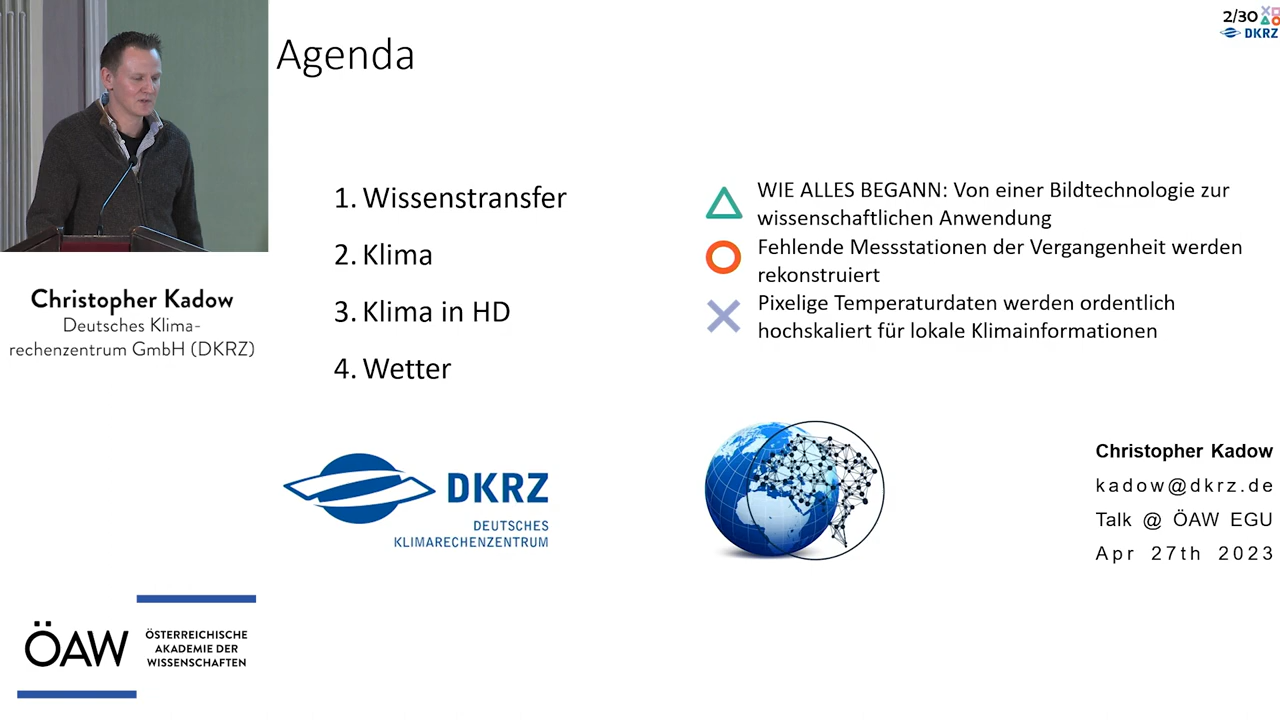 Agenda
2/30
DKRZ
1. Wissenstransfer
2. Klima
3. Klima in HD
4. Wetter
WIE ALLES BEGANN: Von einer Bildtechnologie zur
wissenschaftlichen Anwendung
Fehlende Messstationen der Vergangenheit werden
rekonstruiert
Pixelige Temperaturdaten werden ordentlich
hochskaliert für lokale Klimainformationen
Christopher Kadow
Deutsches Klima-
rechenzentrum GmbH (DKRZ)
DKRZ
DEUTSCHES
KLIMARECHENZENTRUM
Christopher Kadow
kadow@dkrz.de
Talk @ ÖAW EGU
Apr 27th 2023
ÖAW
ÖSTERREICHISCHE
AKADEMIE DER
WISSENSCHAFTEN